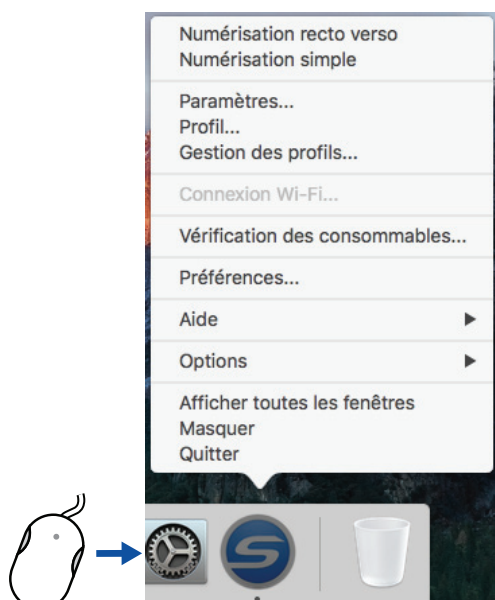 Numérisation recto verso
Numérisation simple
Paramètres...
Profil...
Gestion des profils...
Connexion Wi-Fi...
Vérification des consommables...
Préférences...
Aide
Options
Afficher toutes les fenêtres
Masquer
Quitter
S